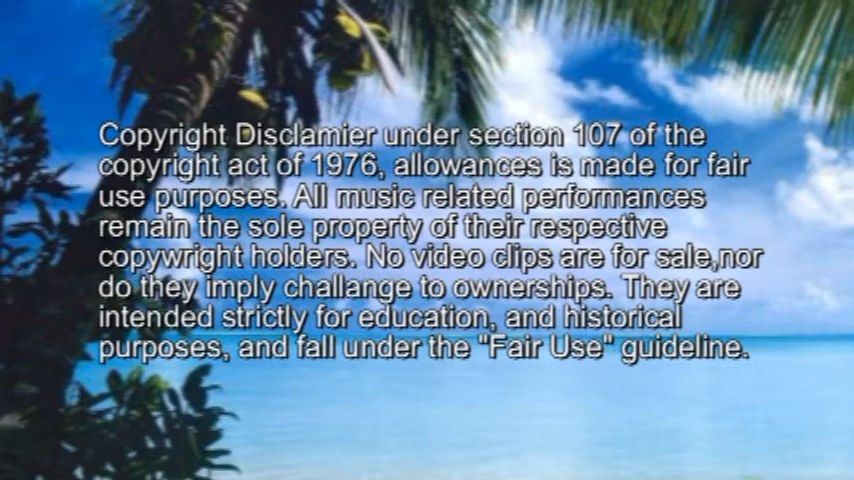 Copyright Disclamier under section 107 of the
copyright act of 1976, allowances is made for fair
use purposes. All music related performances
remain the sole property of their respective
copywright holders. No video clips are for sale,nor
do they imply challange to ownerships. They are
intended strictly for education, and historical
purposes, and fall under the "Fair Use" guideline.